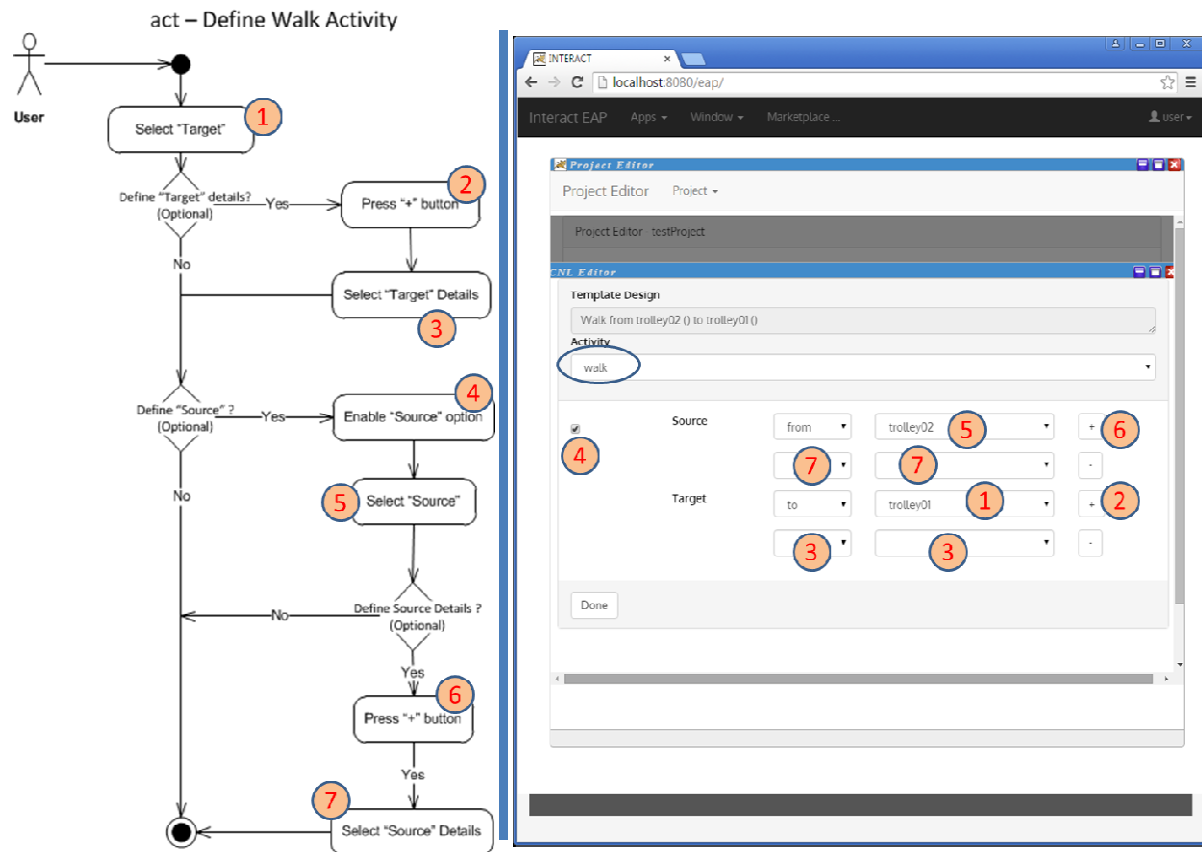 act – Define Walk Activity
User
Select "Target"
1
Define "Target" details?
(Optional)
Yes
Press "+" button
2
No
Select "Target" Details
3
Define "Source" ?
(Optional)
Yes
Enable "Source" option
4
No
5
Select "Source"
Define Source Details ?
(Optional)
No
Yes
6
Press "+" button
Yes
7
Select "Source" Details
INTERACT ×
localhost:8080/eap/
Interact EAP Apps Window Marketplace ... user
Project Editor
Project Editor Project
Project Editor - testProject
CNL Editor
Template Design
Walk from trolley02 () to trolley01()
Activity
walk
Source from trolley02 5 + 6
4 7 7 -
Target to trolley01 1 + 2
3 3 -
Done